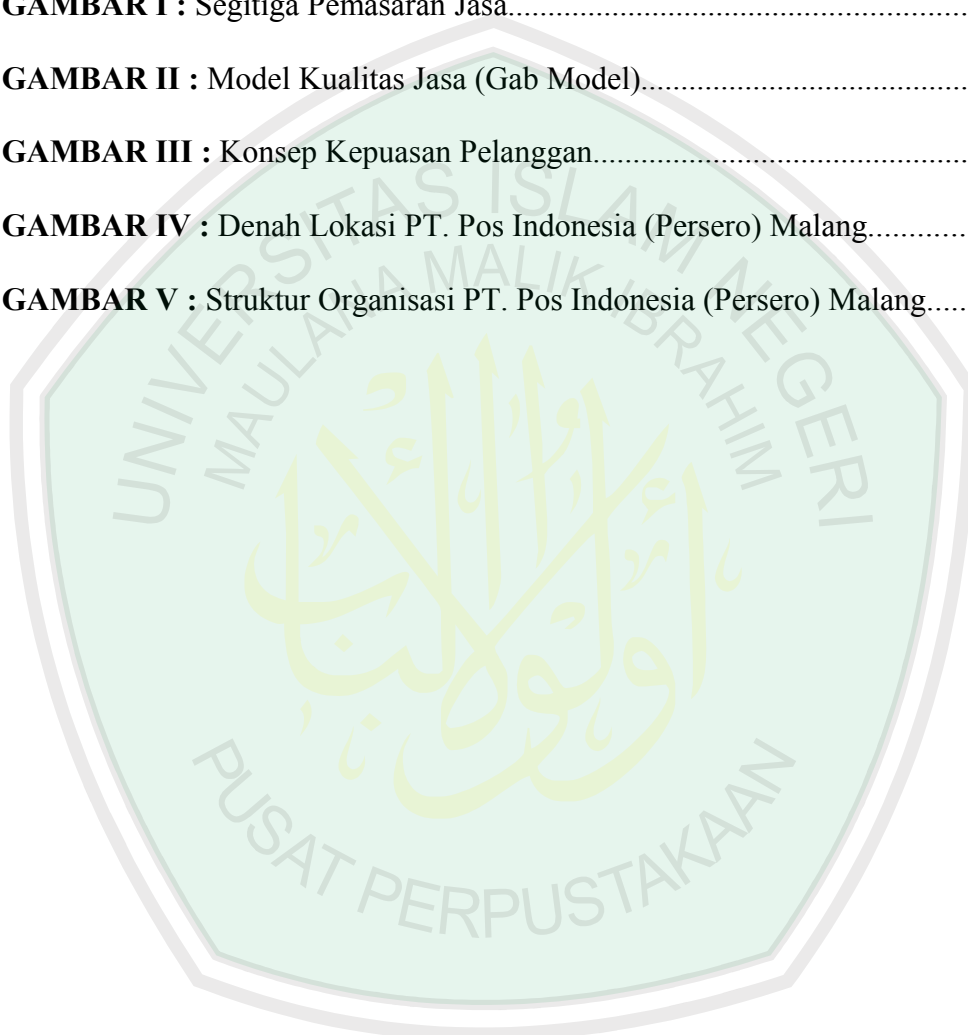 GAMBAR I : Segitiga Pemasaran Jasa..........................................................
GAMBAR II : Model Kualitas Jasa (Gab Model).........................................
GAMBAR III : Konsep Kepuasan Pelanggan...............................................
GAMBAR IV : Denah Lokasi PT. Pos Indonesia (Persero) Malang............
GAMBAR V : Struktur Organisasi PT. Pos Indonesia (Persero) Malang.....
UNIVERSITAS ISLAM NEGERI
MAULANA MALIK IBRAHIM
أولوا الألباب
PUSAT PERPUSTAKAAN